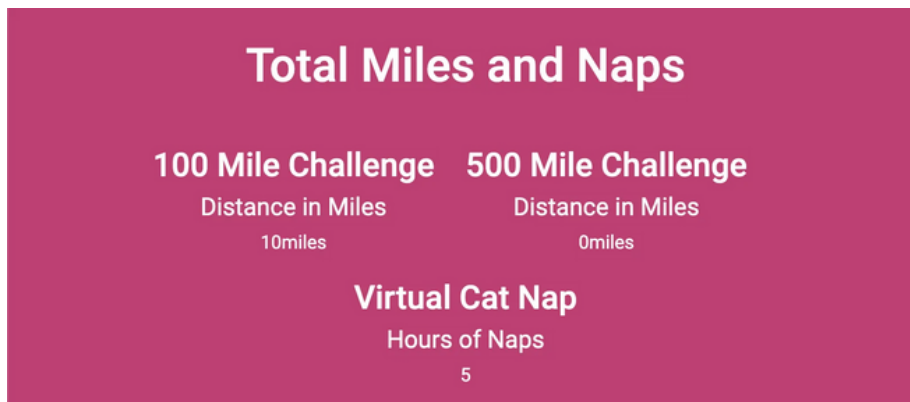 Total Miles and Naps
100 Mile Challenge
Distance in Miles
10miles
500 Mile Challenge
Distance in Miles
0miles
Virtual Cat Nap
Hours of Naps
5